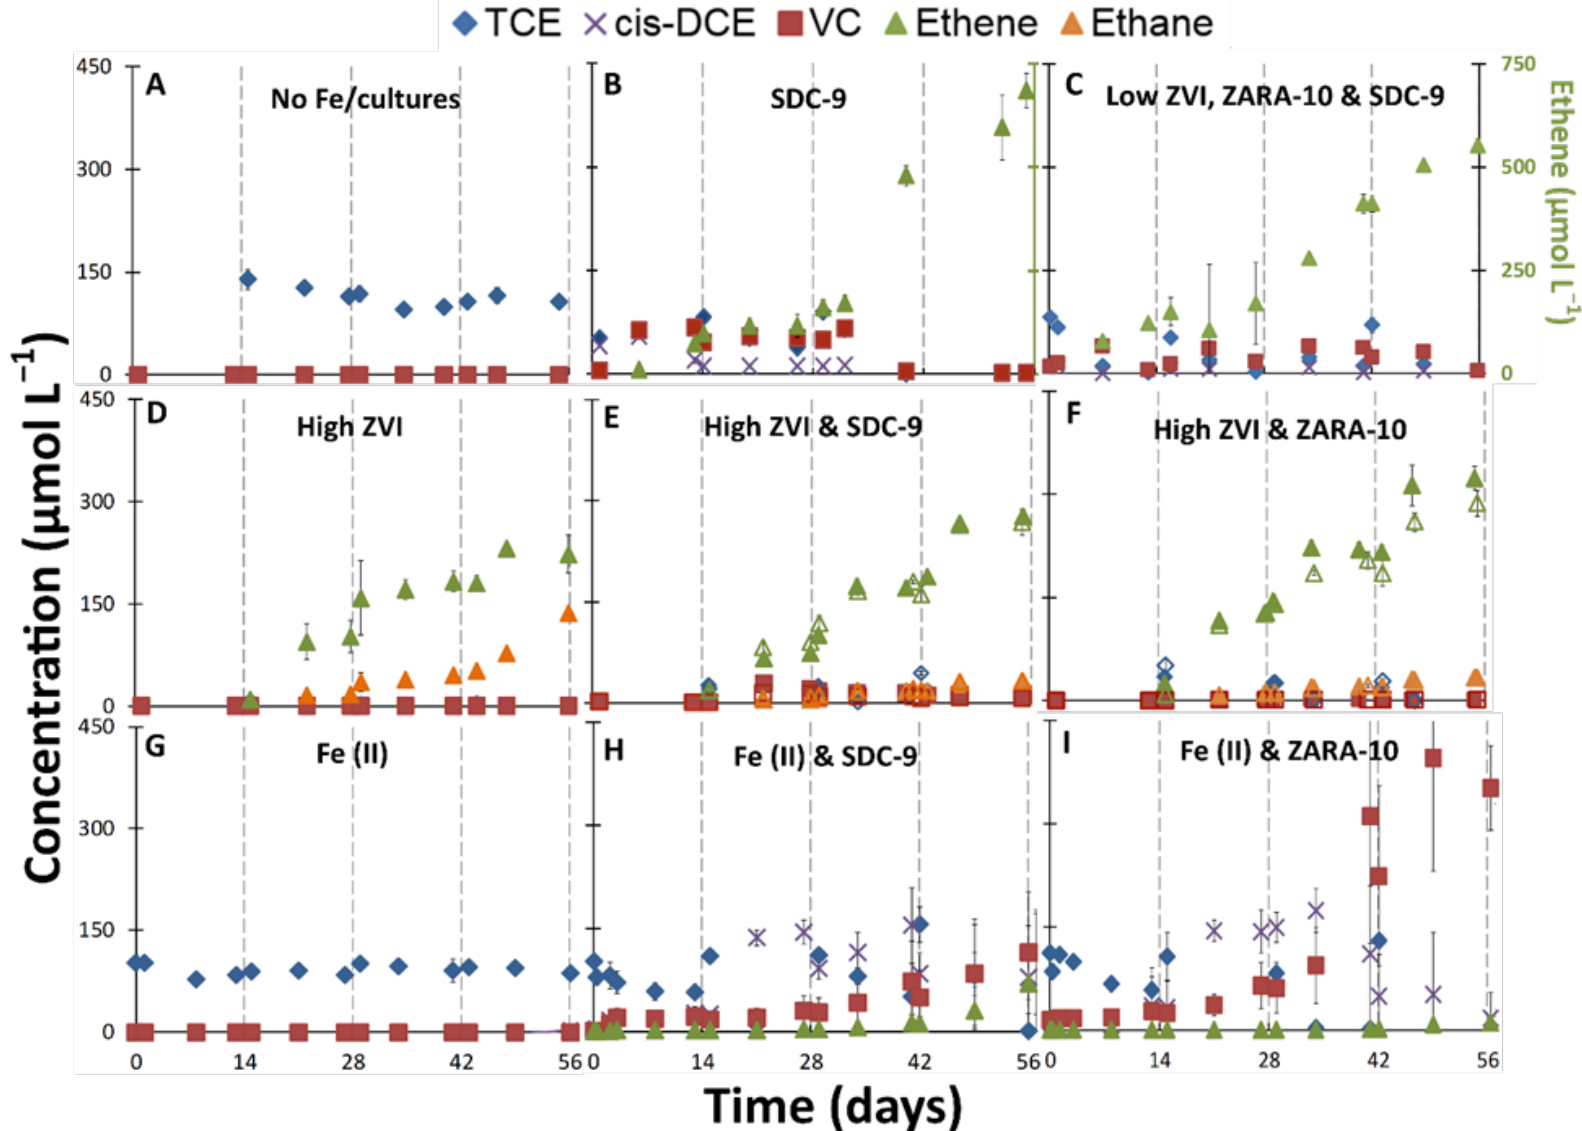 TCE cis-DCE VC Ethene Ethane
450 A No Fe/cultures B SDC-9 C Low ZVI, ZARA-10 & SDC-9 750
300 500
150 250
0 0
Ethene (μmol L⁻¹)
450 D High ZVI E High ZVI & SDC-9 F High ZVI & ZARA-10
300
150
0
450 G Fe (II) H Fe (II) & SDC-9 I Fe (II) & ZARA-10
300
150
0
0 14 28 42 56 0 14 28 42 56 0 14 28 42 56
Concentration (μmol L⁻¹)
Time (days)